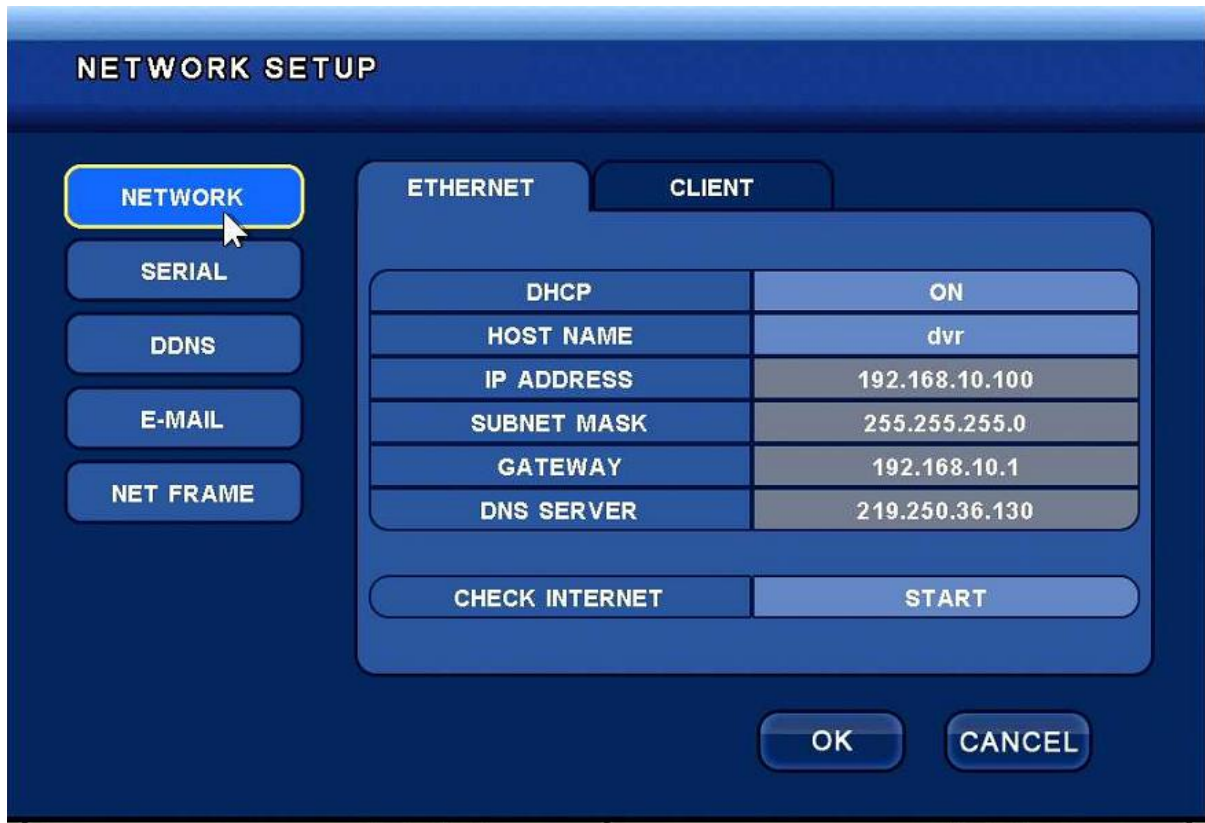 NETWORK SETUP
NETWORK
SERIAL
DDNS
E-MAIL
NET FRAME
ETHERNET CLIENT
DHCP ON
HOST NAME dvr
IP ADDRESS 192.168.10.100
SUBNET MASK 255.255.255.0
GATEWAY 192.168.10.1
DNS SERVER 219.250.36.130
CHECK INTERNET START
OK CANCEL